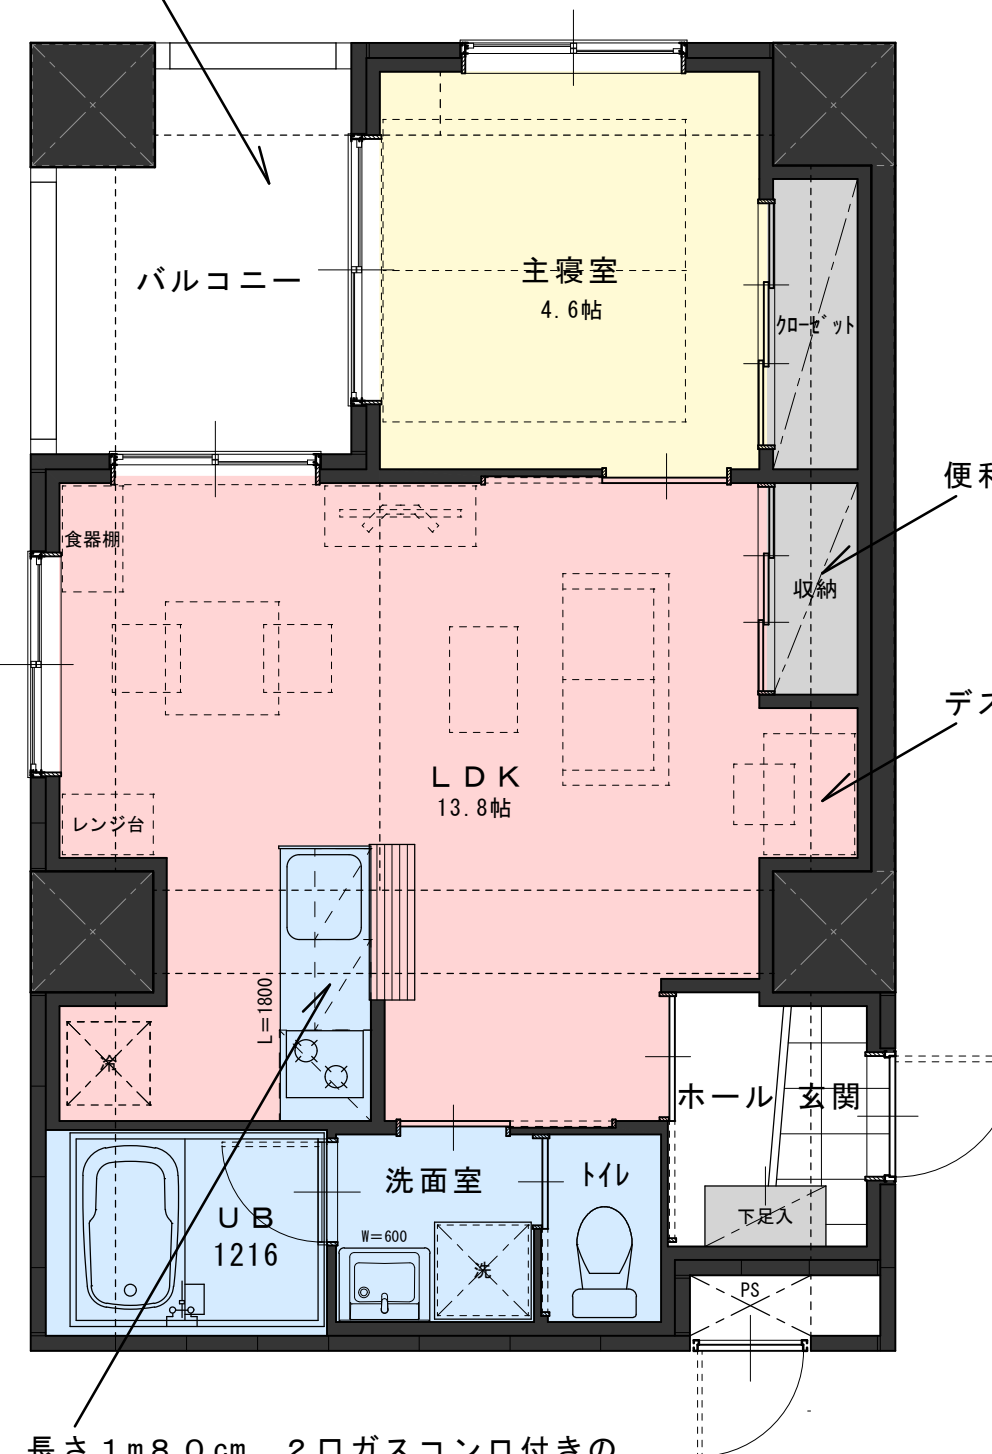 バルコニー
主寝室
4.6帖
クローゼット
便利
食器棚
収納
デス
LDK
13.8帖
レンジ台
L=1800
冷
ホール 玄関
洗面室
トイレ
UB
1216
W=600
洗
下足入
PS
長さ1m80cm、2口ガスコンロ付きの